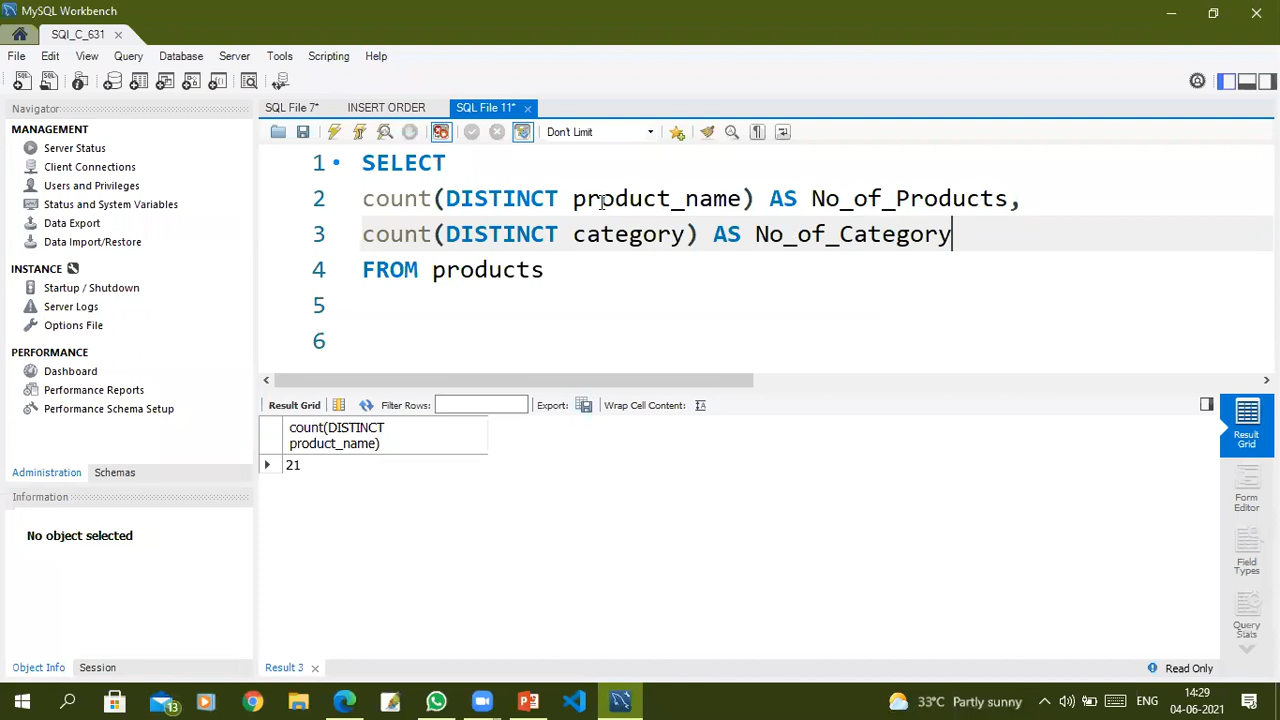 MySQL Workbench
SQl_C_631
File Edit View Query Database Server Tools Scripting Help
Navigator
MANAGEMENT
Server Status
Client Connections
Users and Privileges
Status and System Variables
Data Export
Data Import/Restore
INSTANCE
Startup / Shutdown
Server Logs
Options File
PERFORMANCE
Dashboard
Performance Reports
Performance Schema Setup
Administration Schemas
Information
No object selected
Object Info Session
SQL File 7* INSERT ORDER SQL File 11*
Don't Limit
1 SELECT
2 count(DISTINCT product_name) AS No_of_Products,
3 count(DISTINCT category) AS No_of_Category
4 FROM products
5
6
Result Grid Filter Rows: Export: Wrap Cell Content:
count(DISTINCT
product_name)
21
Result
Grid
Form
Editor
Field
Types
Query
Stats
Result 3
Read Only
13
33°C Partly sunny
ENG
14:29
04-06-2021